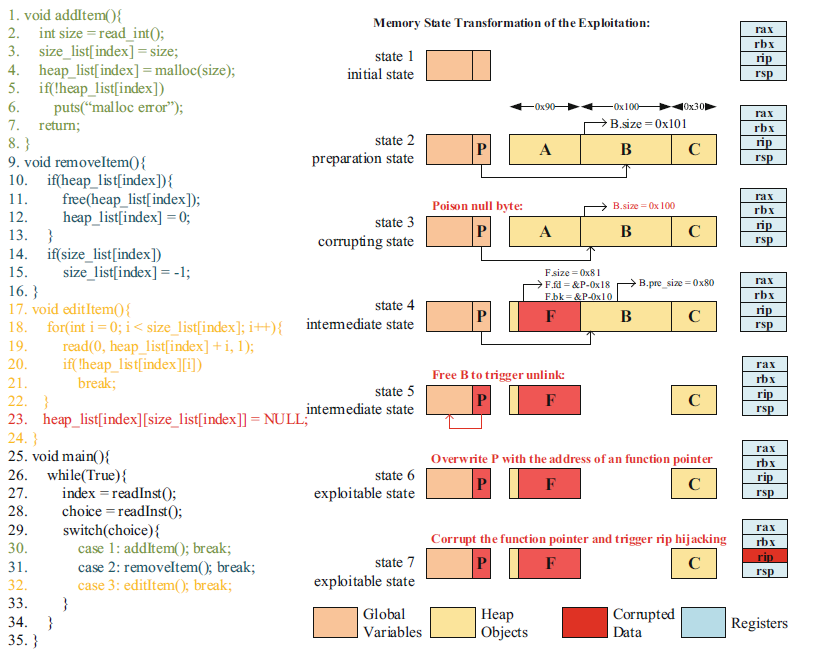 1. void addItem(){
2. int size = read_int();
3. size_list[index] = size;
4. heap_list[index] = malloc(size);
5. if(!heap_list[index])
6. puts(“malloc error”);
7. return;
8. }
9. void removeItem(){
10. if(heap_list[index]){
11. free(heap_list[index]);
12. heap_list[index] = 0;
13. }
14. if(size_list[index])
15. size_list[index] = -1;
16. }
17. void editItem(){
18. for(int i = 0; i < size_list[index]; i++){
19. read(0, heap_list[index] + i, 1);
20. if(!heap_list[index][i])
21. break;
22. }
23. heap_list[index][size_list[index]] = NULL;
24. }
25. void main(){
26. while(True){
27. index = readInst();
28. choice = readInst();
29. switch(choice){
30. case 1: addItem(); break;
31. case 2: removeItem(); break;
32. case 3: editItem(); break;
33. }
34. }
35. }
Memory State Transformation of the Exploitation:
state 1
initial state
rax
rbx
rip
rsp
0x90 0x100 0x30
B.size = 0x101
state 2
preparation state
P A B C
rax
rbx
rip
rsp
Poison null byte:
B.size = 0x100
state 3
corrupting state
P A B C
rax
rbx
rip
rsp
F.size = 0x81
F.fd = &P-0x18
F.bk = &P-0x10
B.pre_size = 0x80
state 4
intermediate state
P F B C
rax
rbx
rip
rsp
Free B to trigger unlink:
state 5
intermediate state
P F C
rax
rbx
rip
rsp
Overwrite P with the address of an function pointer
state 6
exploitable state
P F C
rax
rbx
rip
rsp
Corrupt the function pointer and trigger rip hijacking
state 7
exploitable state
P F C
rax
rbx
rip
rsp
Global
Variables
Heap
Objects
Corrupted
Data
Registers